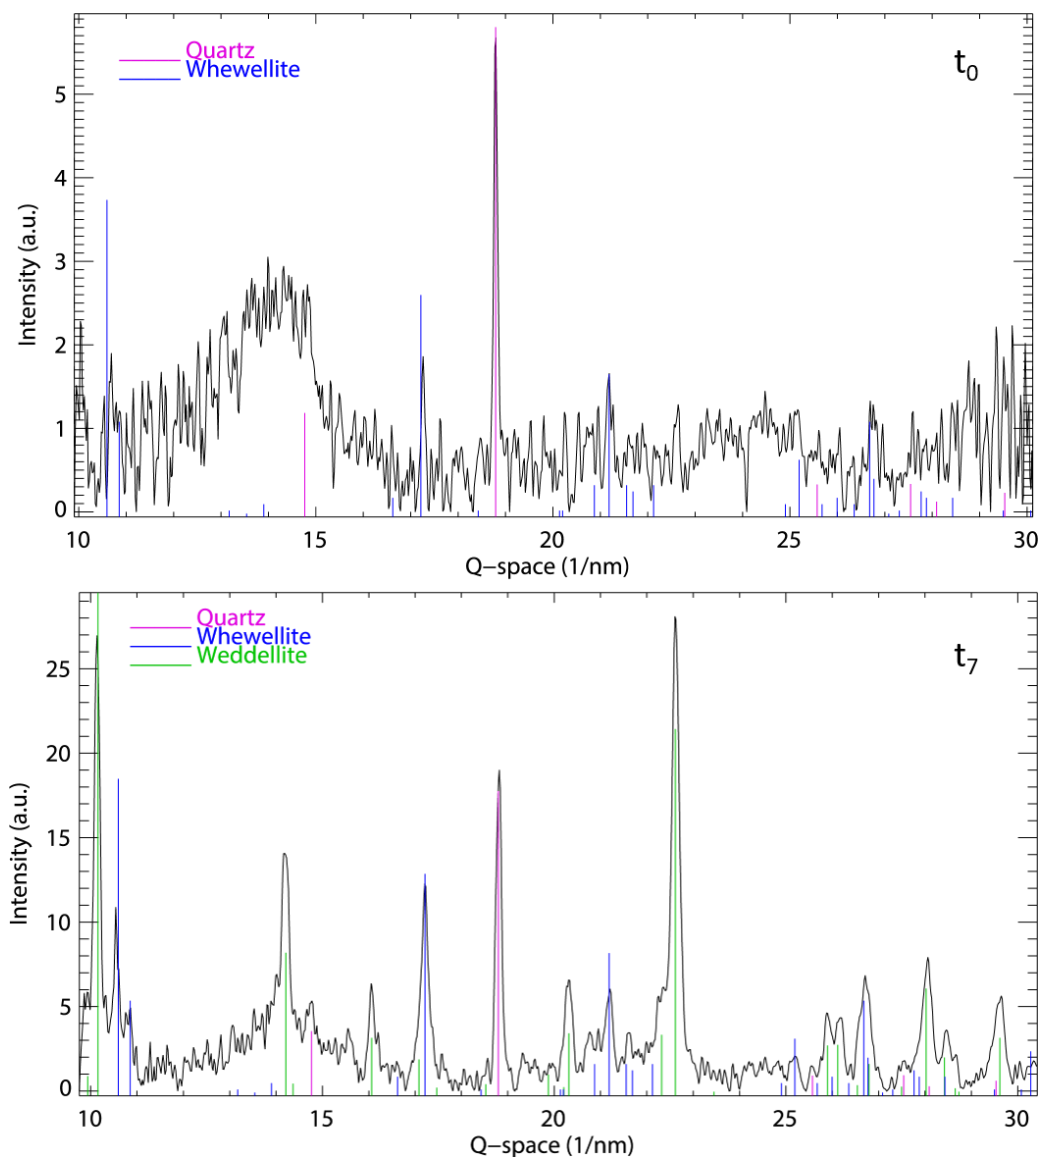 Quartz
Whewellite
t0
5
4
3
2
1
0
Intensity (a.u.)
10 15 20 25 30
Q−space (1/nm)
Quartz
Whewellite
Weddellite
t7
25
20
15
10
5
0
Intensity (a.u.)
10 15 20 25 30
Q−space (1/nm)